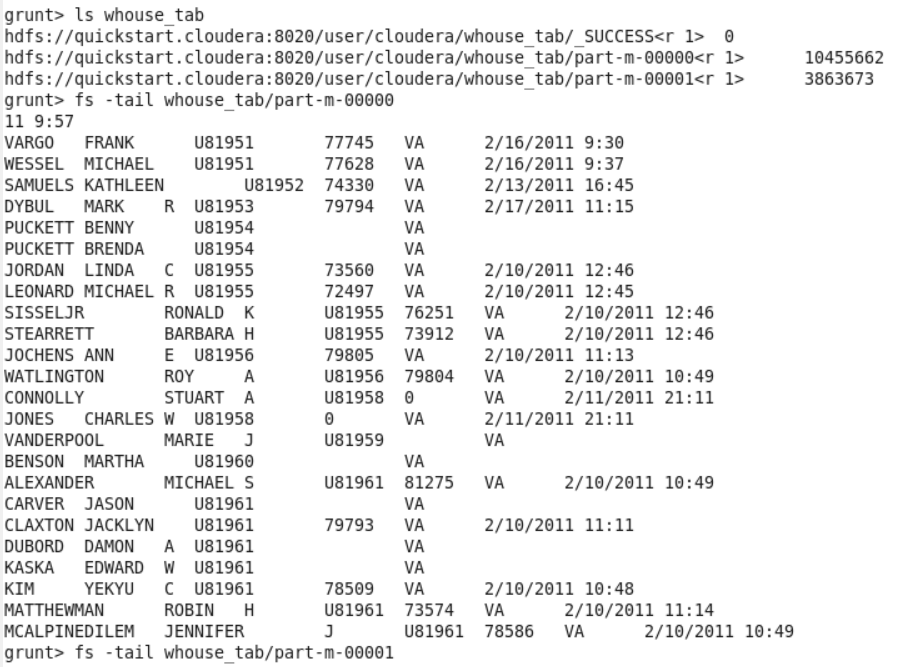 grunt> ls whouse_tab
hdfs://quickstart.cloudera:8020/user/cloudera/whouse_tab/_SUCCESS<r 1>	0
hdfs://quickstart.cloudera:8020/user/cloudera/whouse_tab/part-m-00000<r 1>	10455662
hdfs://quickstart.cloudera:8020/user/cloudera/whouse_tab/part-m-00001<r 1>	3863673
grunt> fs -tail whouse_tab/part-m-00000
11 9:57
VARGO	FRANK		U81951	77745	VA	2/16/2011 9:30
WESSEL	MICHAEL		U81951	77628	VA	2/16/2011 9:37
SAMUELS	KATHLEEN		U81952	74330	VA	2/13/2011 16:45
DYBUL	MARK	R	U81953	79794	VA	2/17/2011 11:15
PUCKETT	BENNY		U81954		VA
PUCKETT	BRENDA		U81954		VA
JORDAN	LINDA	C	U81955	73560	VA	2/10/2011 12:46
LEONARD	MICHAEL	R	U81955	72497	VA	2/10/2011 12:45
SISSELJR	RONALD	K	U81955	76251	VA	2/10/2011 12:46
STEARRETT	BARBARA	H	U81955	73912	VA	2/10/2011 12:46
JOCHENS	ANN	E	U81956	79805	VA	2/10/2011 11:13
WATLINGTON	ROY	A	U81956	79804	VA	2/10/2011 10:49
CONNOLLY	STUART	A	U81958	0	VA	2/11/2011 21:11
JONES	CHARLES	W	U81958	0	VA	2/11/2011 21:11
VANDERPOOL	MARIE	J	U81959		VA
BENSON	MARTHA		U81960		VA
ALEXANDER	MICHAEL	S	U81961	81275	VA	2/10/2011 10:49
CARVER	JASON		U81961		VA
CLAXTON	JACKLYN		U81961	79793	VA	2/10/2011 11:11
DUBORD	DAMON	A	U81961		VA
KASKA	EDWARD	W	U81961		VA
KIM	YEKYU	C	U81961	78509	VA	2/10/2011 10:48
MATTHEWMAN	ROBIN	H	U81961	73574	VA	2/10/2011 11:14
MCALPINEDILEM	JENNIFER	J	U81961	78586	VA	2/10/2011 10:49
grunt> fs -tail whouse_tab/part-m-00001